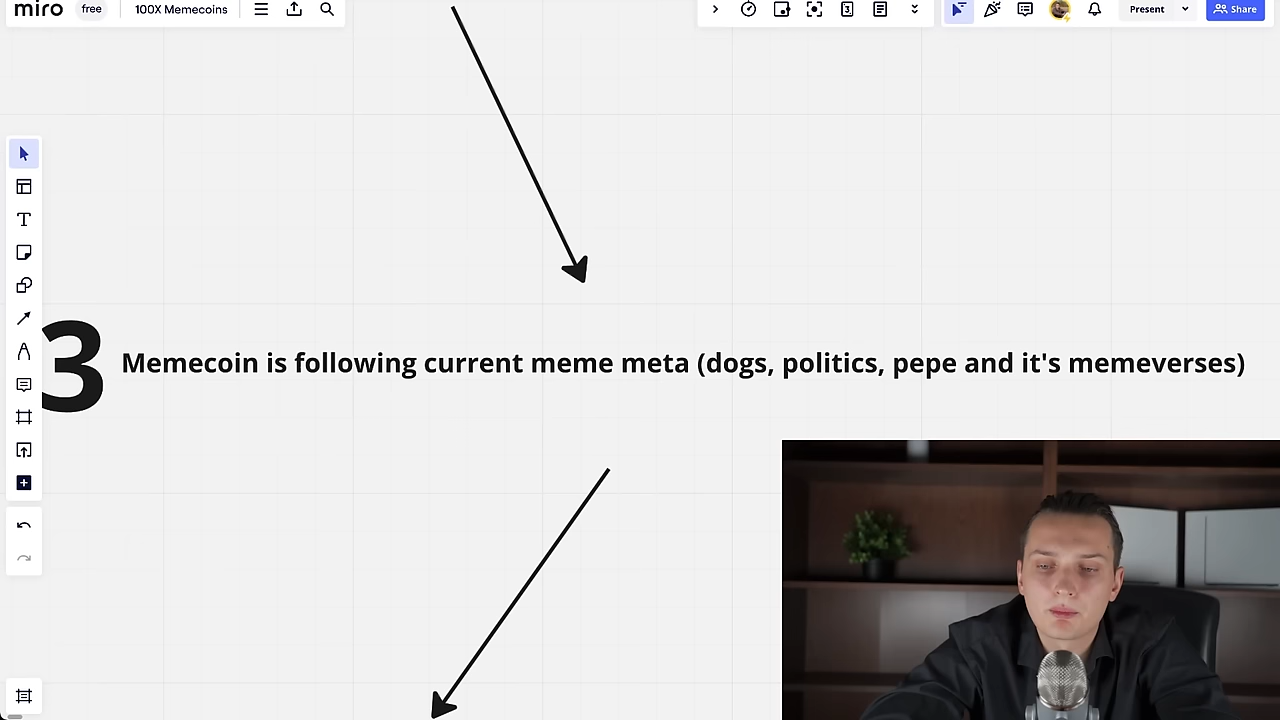 miro free 100X Memecoins Present Share
3 Memecoin is following current meme meta (dogs, politics, pepe and it's memeverses)